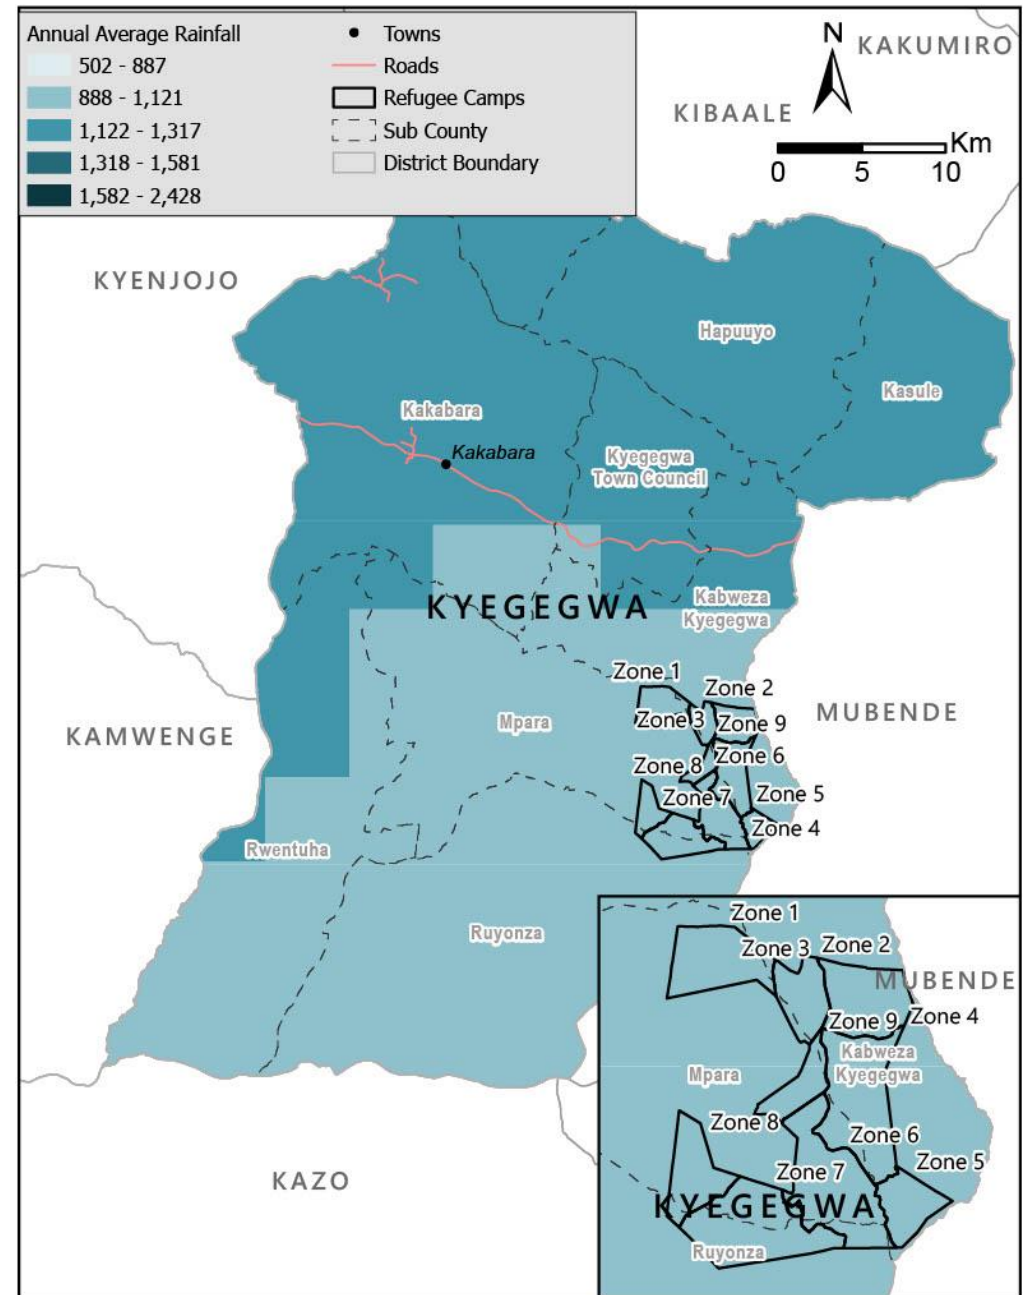 Annual Average Rainfall
502 - 887
888 - 1,121
1,122 - 1,317
1,318 - 1,581
1,582 - 2,428
Towns
Roads
Refugee Camps
Sub County
District Boundary
N
KAKUMIRO
KIBAALE
Km
0 5 10
KYENJOJO
Hapuuyo
Kasule
Kakabara
Kakabara
Kyegegwa
Town Council
KYEGEGWA
Kabweza
Kyegegwa
Zone 1
Zone 2
Mpara
Zone 3
Zone 9
MUBENDE
KAMWENGE
Zone 8
Zone 6
Zone 7
Zone 5
Zone 4
Rwentuha
Ruyonza
KAZO
Zone 1
Zone 3
Zone 2
MUBENDE
Zone 9
Zone 4
Kabweza
Kyegegwa
Mpara
Zone 8
Zone 6
Zone 7
Zone 5
KYEGEGWA
Ruyonza